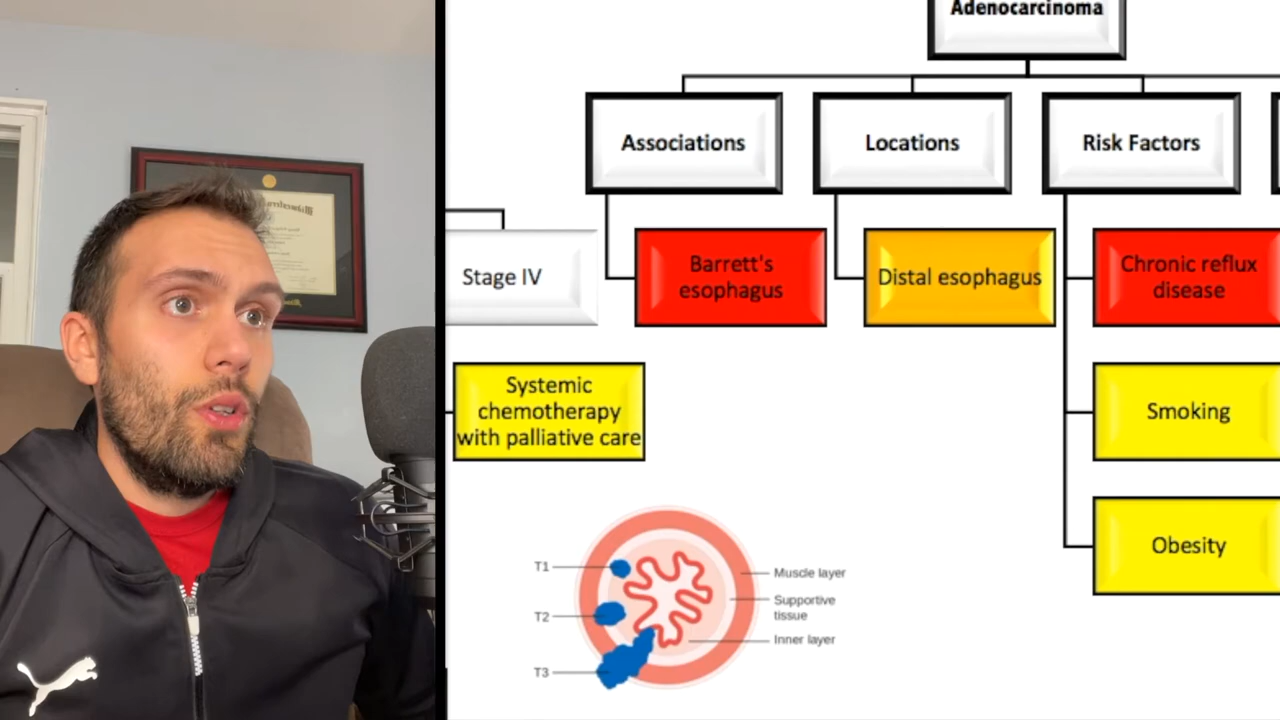 Adenocarcinoma
Associations
Locations
Risk Factors
Stage IV
Barrett's
esophagus
Distal esophagus
Chronic reflux
disease
Systemic
chemotherapy
with palliative care
Smoking
Obesity
T1
T2
T3
Muscle layer
Supportive
tissue
Inner layer